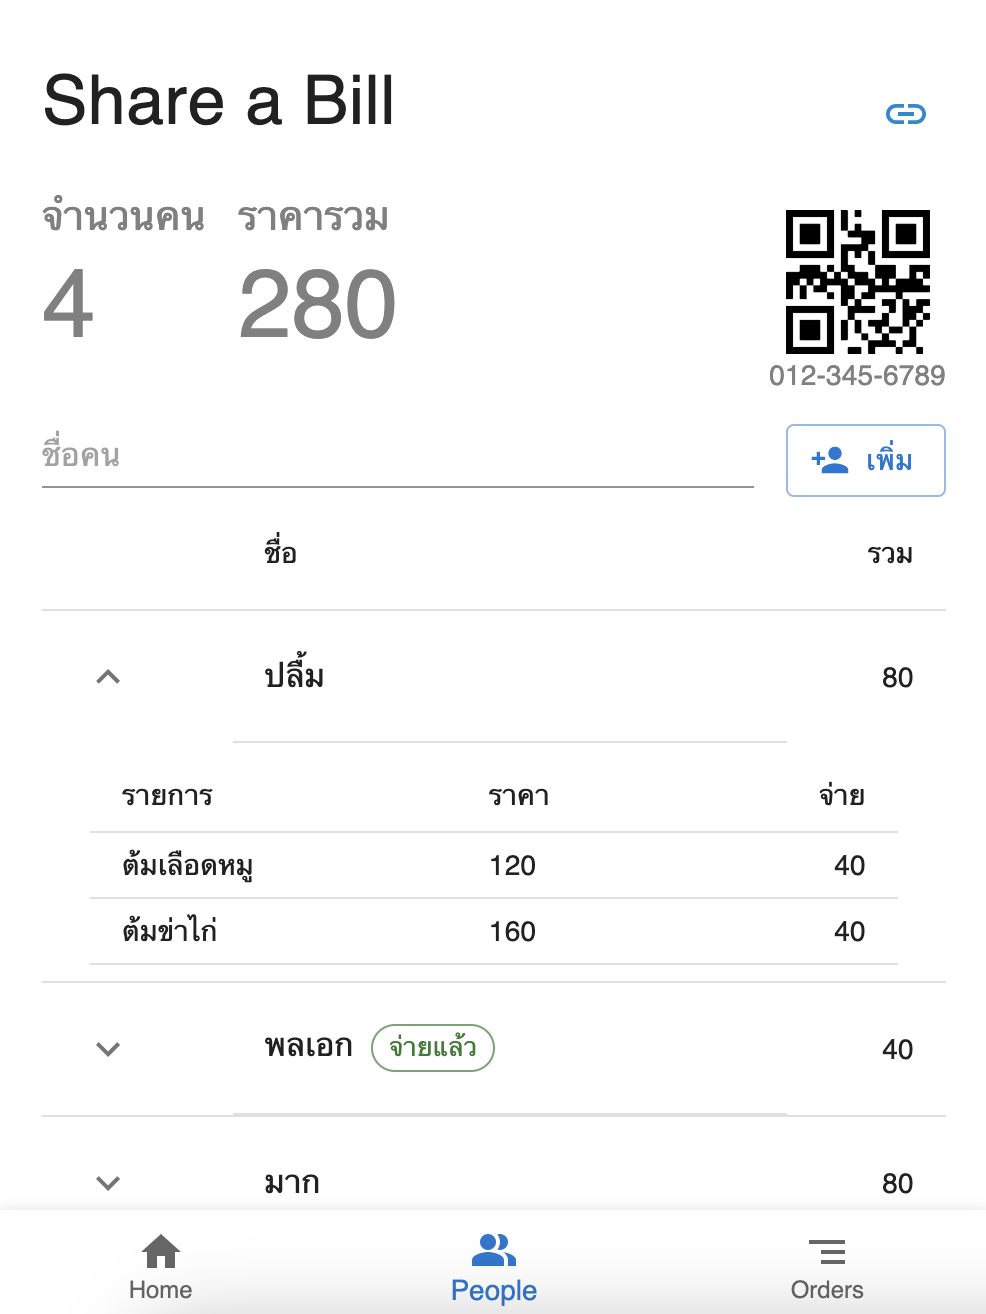 Share a Bill
จำนวนคน ราคารวม
4 280
012-345-6789
ชื่อคน เพิ่ม
ชื่อ รวม
ปลื้ม 80
รายการ ราคา จ่าย
ต้มเลือดหมู 120 40
ต้มข่าไก่ 160 40
พลเอก จ่ายแล้ว 40
มาก 80
Home People Orders